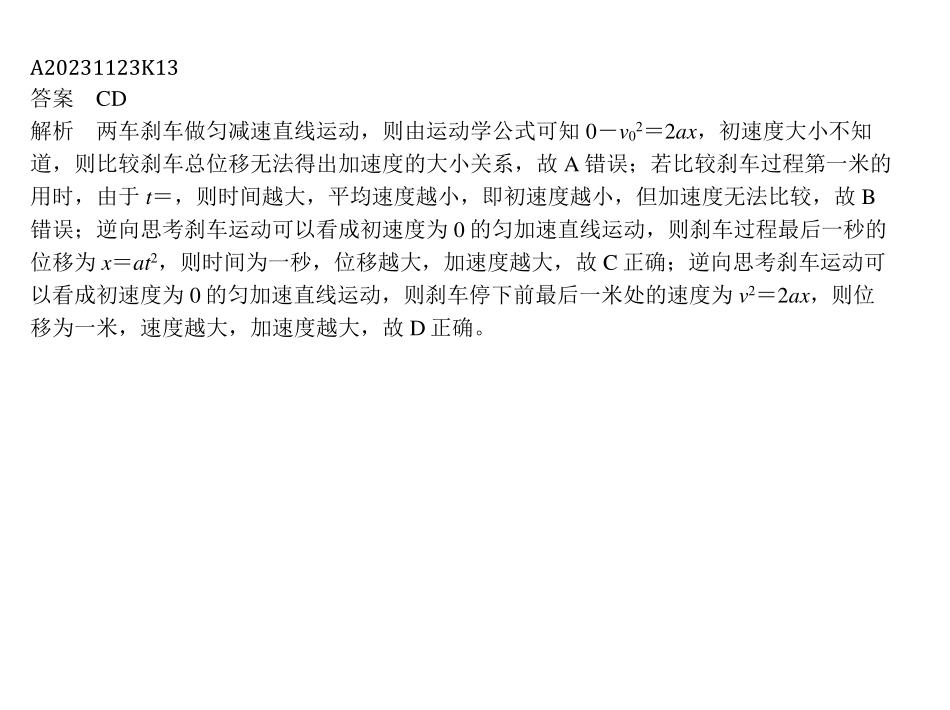 A20231123K13
答案　CD
解析　两车刹车做匀减速直线运动，则由运动学公式可知 0－v₀²＝2ax，初速度大小不知
道，则比较刹车总位移无法得出加速度的大小关系，故 A 错误；若比较刹车过程第一米的
用时，由于 t＝，则时间越大，平均速度越小，即初速度越小，但加速度无法比较，故 B
错误；逆向思考刹车运动可以看成初速度为 0 的匀加速直线运动，则刹车过程最后一秒的
位移为 x＝at²，则时间为一秒，位移越大，加速度越大，故 C 正确；逆向思考刹车运动可
以看成初速度为 0 的匀加速直线运动，则刹车停下前最后一米处的速度为 v²＝2ax，则位
移为一米，速度越大，加速度越大，故 D 正确。